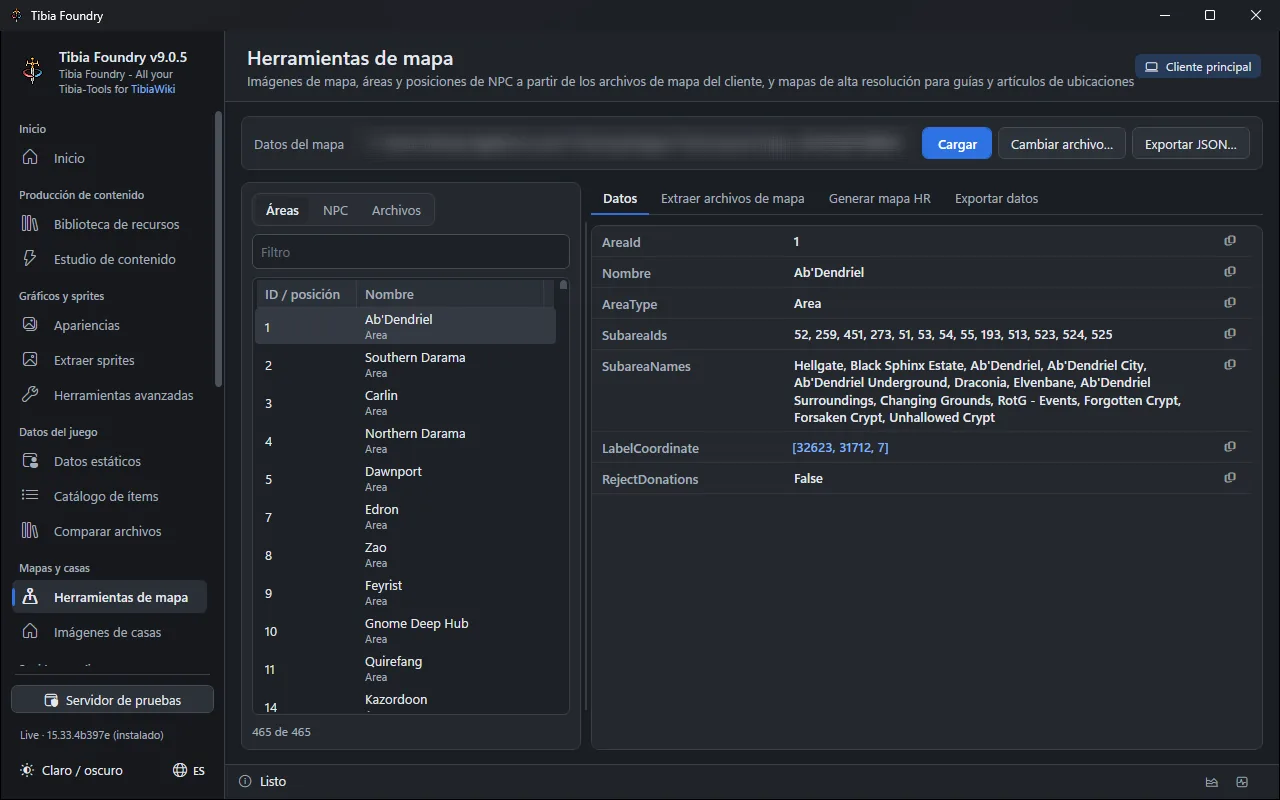 Tibia Foundry
Tibia Foundry v9.0.5
Tibia Foundry - All your
Tibia-Tools for TibiaWiki
Inicio
Inicio
Producción de contenido
Biblioteca de recursos
Estudio de contenido
Gráficos y sprites
Apariencias
Extraer sprites
Herramientas avanzadas
Datos del juego
Datos estáticos
Catálogo de ítems
Comparar archivos
Mapas y casas
Herramientas de mapa
Imágenes de casas
Servidor de pruebas
Live · 15.33.4b397e (instalado)
Claro / oscuro
ES
Herramientas de mapa
Imágenes de mapa, áreas y posiciones de NPC a partir de los archivos de mapa del cliente, y mapas de alta resolución para guías y artículos de ubicaciones
Cliente principal
Datos del mapa
Cargar
Cambiar archivo...
Exportar JSON...
Áreas
NPC
Archivos
Filtro
ID / posición
Nombre
1
Ab'Dendriel
Area
2
Southern Darama
Area
3
Carlin
Area
4
Northern Darama
Area
5
Dawnport
Area
7
Edron
Area
8
Zao
Area
9
Feyrist
Area
10
Gnome Deep Hub
Area
11
Quirefang
Area
14
Kazordoon
465 de 465
Datos
Extraer archivos de mapa
Generar mapa HR
Exportar datos
AreaId
1
Nombre
Ab'Dendriel
AreaType
Area
SubareaIds
52, 259, 451, 273, 51, 53, 54, 55, 193, 513, 523, 524, 525
SubareaNames
Hellgate, Black Sphinx Estate, Ab'Dendriel, Ab'Dendriel City,
Ab'Dendriel Underground, Draconia, Elvenbane, Ab'Dendriel
Surroundings, Changing Grounds, RotG - Events, Forgotten Crypt,
Forsaken Crypt, Unhallowed Crypt
LabelCoordinate
[32623, 31712, 7]
RejectDonations
False
Listo